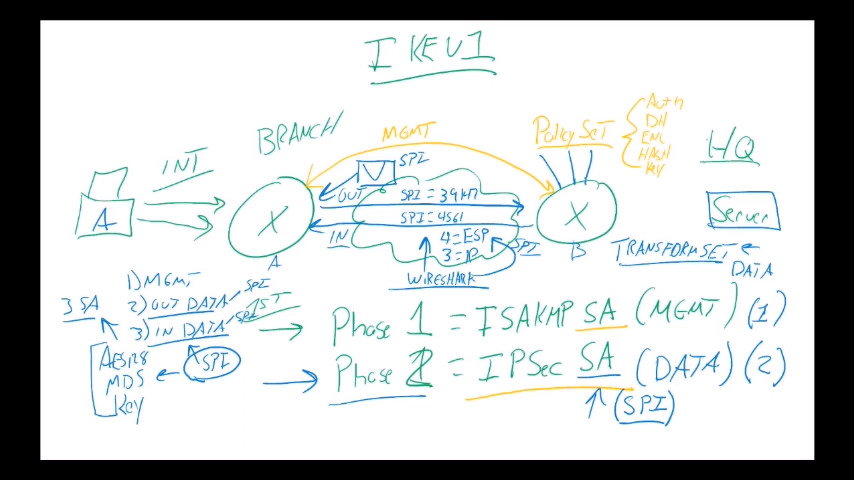 IKEV1
BRANCH
MGMT
Policy SET
Auth
DH
ENC
HASH
KEY
HQ
INT
SPI
A
X
OUT
SPI = 39
SPI = 4561
IN
4 = ESP
3 = IP
SPI
WIRESHARK
A
X
B
Server
TRANSFORM SET
DATA
3 SA
1) MGMT
2) OUT DATA SPI
3) IN DATA SPI
1ST
AES128
MD5
Key
SPI
Phase 1 = ISAKMP SA (MGMT) (1)
Phase 2 = IPSec SA (DATA) (2)
(SPI)